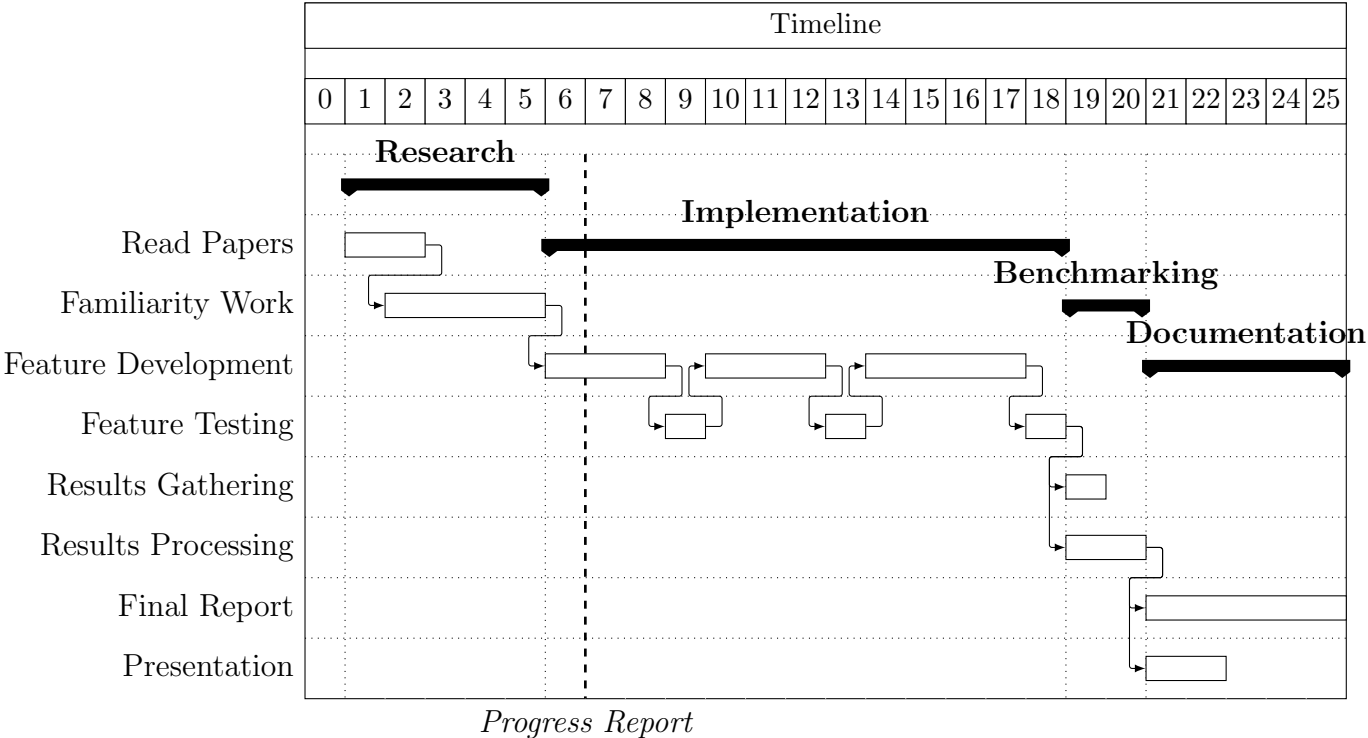 Timeline
0 1 2 3 4 5 6 7 8 9 10 11 12 13 14 15 16 17 18 19 20 21 22 23 24 25
Research
Implementation
Read Papers
Benchmarking
Familiarity Work
Documentation
Feature Development
Feature Testing
Results Gathering
Results Processing
Final Report
Presentation
Progress Report